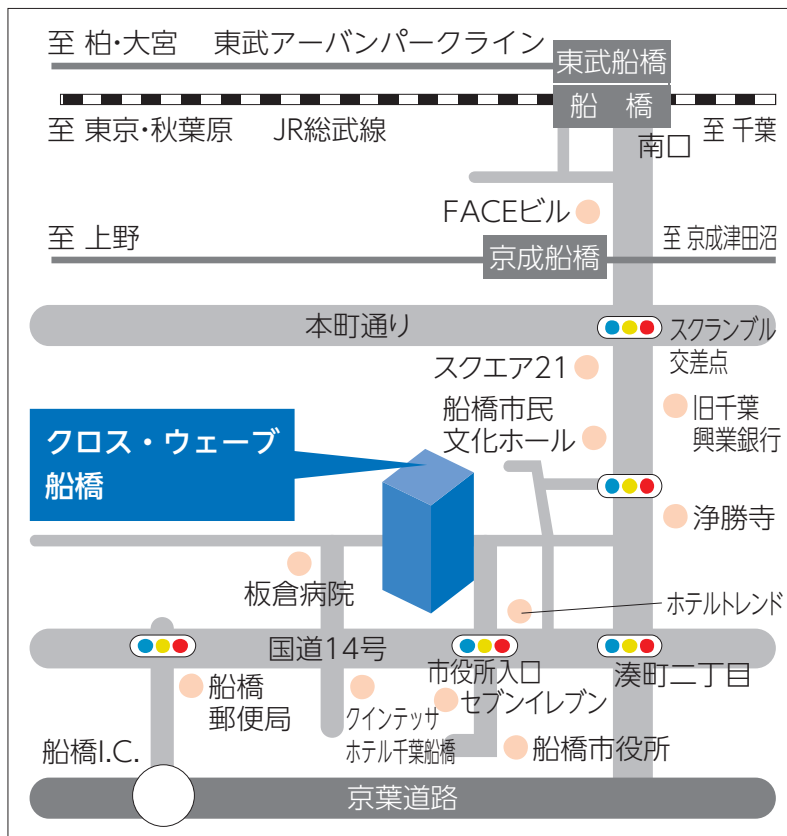 至 柏・大宮 東武アーバンパークライン
東武船橋
船 橋
至 東京・秋葉原 JR総武線
南口
至 千葉
FACEビル
至 上野
京成船橋
至 京成津田沼
本町通り
スクランブル
交差点
スクエア21
船橋市民
文化ホール
旧千葉
興業銀行
クロス・ウェーブ
船橋
浄勝寺
板倉病院
ホテルトレンド
国道14号
市役所入口
湊町二丁目
セブンイレブン
船橋
郵便局
クインテッサ
ホテル千葉船橋
船橋市役所
船橋I.C.
京葉道路